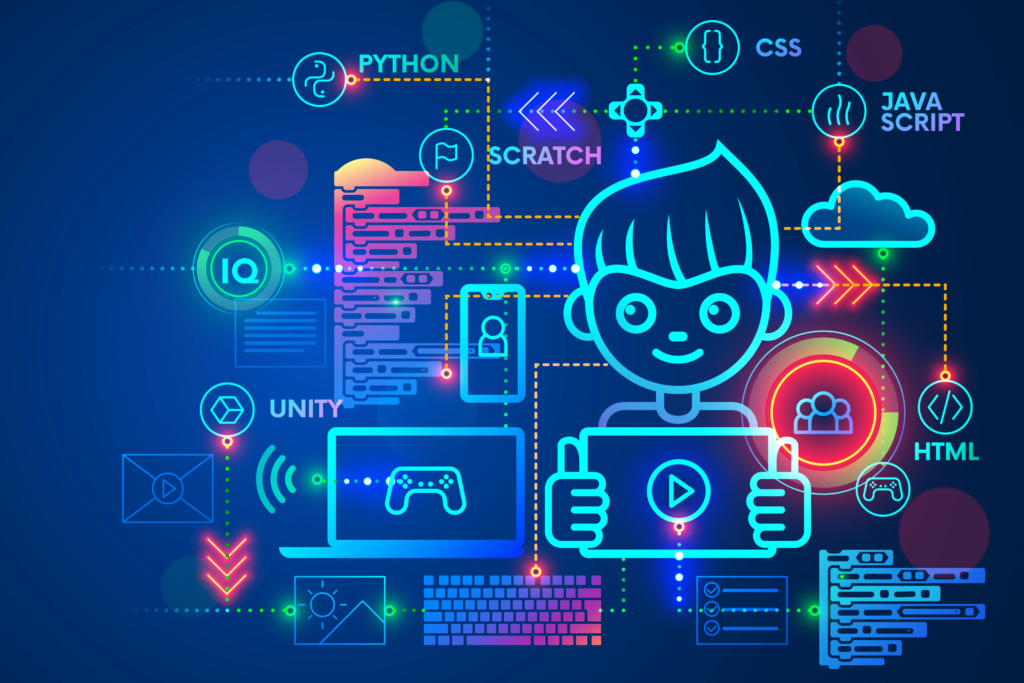 CSS
PYTHON
JAVA
SCRIPT
SCRATCH
IQ
UNITY
HTML